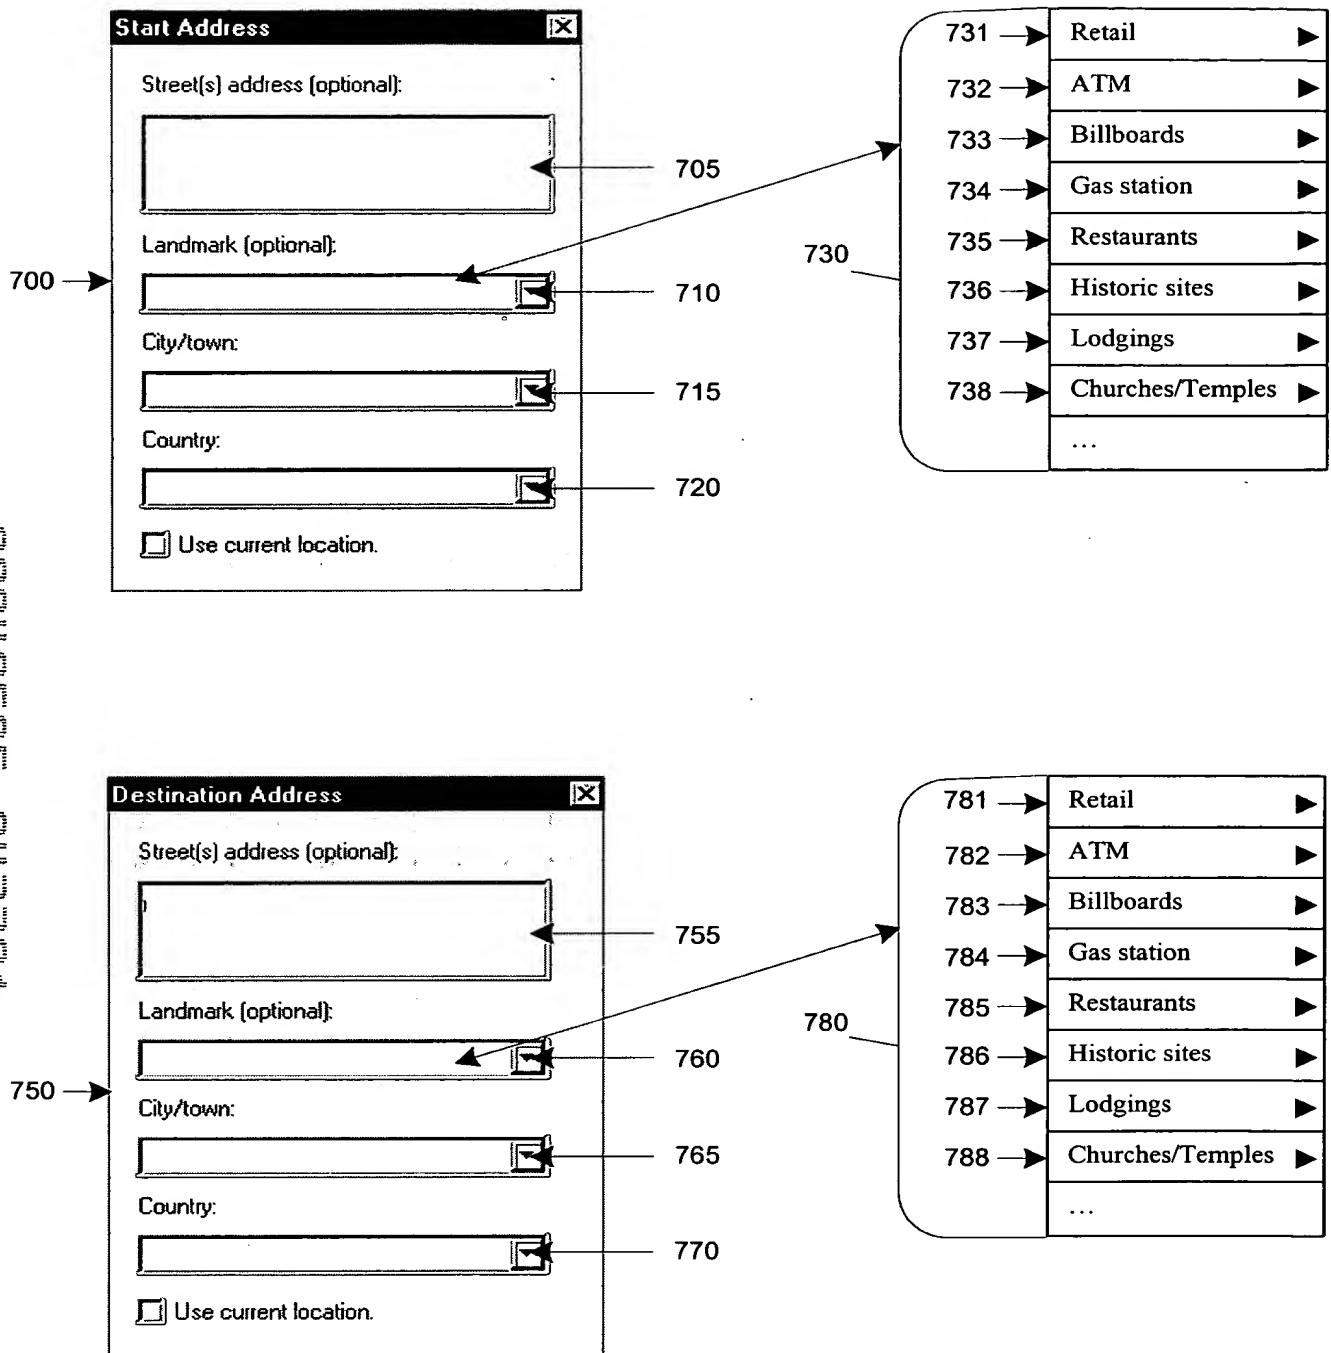 Start Address
Street(s) address (optional):
705
Landmark (optional):
700
710
City/town:
715
Country:
720
Use current location.
730
731 Retail
732 ATM
733 Billboards
734 Gas station
735 Restaurants
736 Historic sites
737 Lodgings
738 Churches/Temples
...
Destination Address
Street(s) address (optional):
755
Landmark (optional):
760
750
City/town:
765
Country:
770
Use current location.
780
781 Retail
782 ATM
783 Billboards
784 Gas station
785 Restaurants
786 Historic sites
787 Lodgings
788 Churches/Temples
...